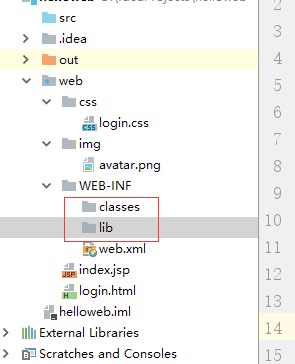 src
.idea
out
web
css
login.css
img
avatar.png
WEB-INF
classes
lib
web.xml
index.jsp
login.html
helloweb.iml
External Libraries
Scratches and Consoles
3
4
5
6
7
8
9
10
11
12
13
14
15